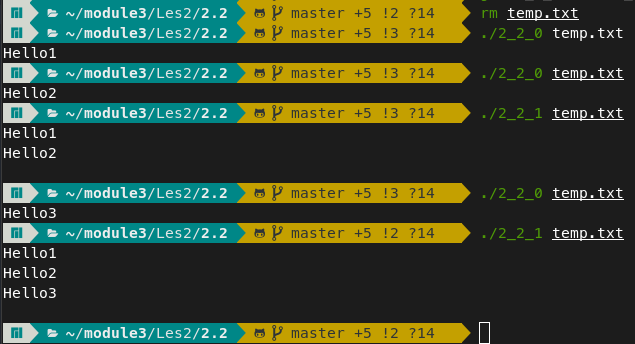 ~/module3/Les2/2.2 master +5 !2 ?14 rm temp.txt
~/module3/Les2/2.2 master +5 !3 ?14 ./2_2_0 temp.txt
Hello1
~/module3/Les2/2.2 master +5 !3 ?14 ./2_2_0 temp.txt
Hello2
~/module3/Les2/2.2 master +5 !3 ?14 ./2_2_1 temp.txt
Hello1
Hello2
~/module3/Les2/2.2 master +5 !3 ?14 ./2_2_0 temp.txt
Hello3
~/module3/Les2/2.2 master +5 !3 ?14 ./2_2_1 temp.txt
Hello1
Hello2
Hello3
~/module3/Les2/2.2 master +5 !2 ?14